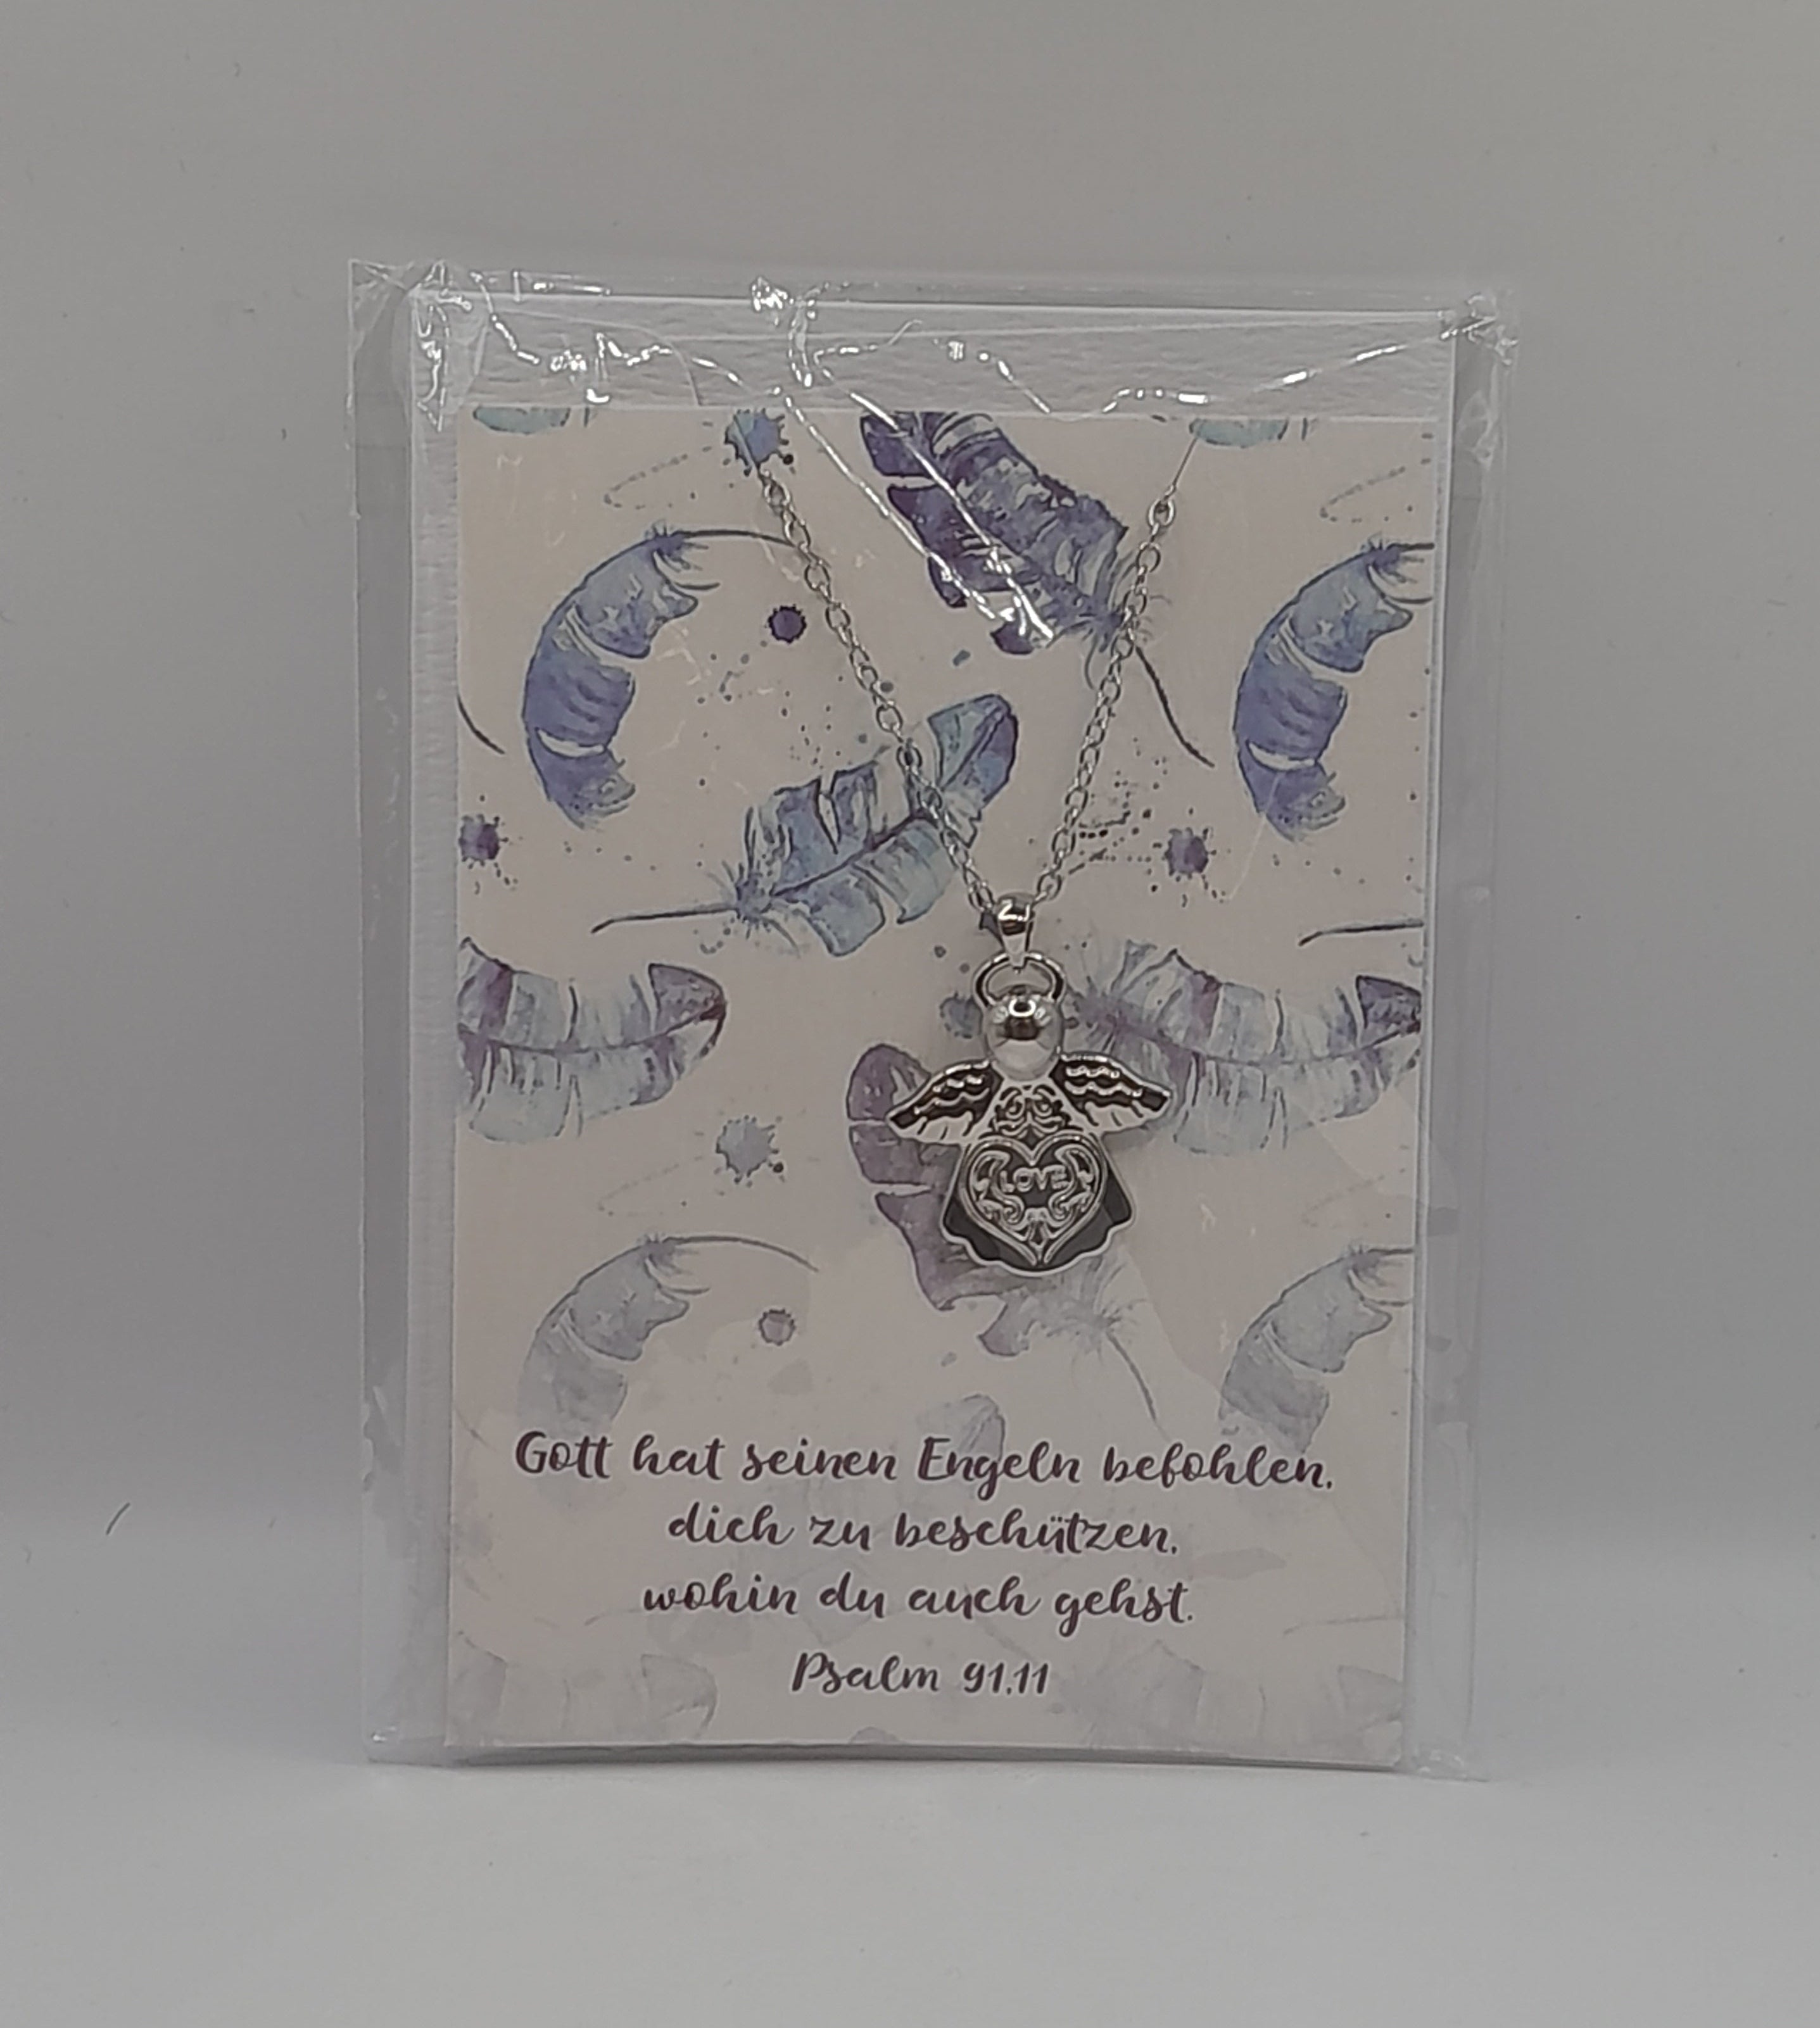 LOVE
Gott hat seinen Engeln befohlen,
dich zu beschützen,
wohin du auch gehst.
Psalm 91,11